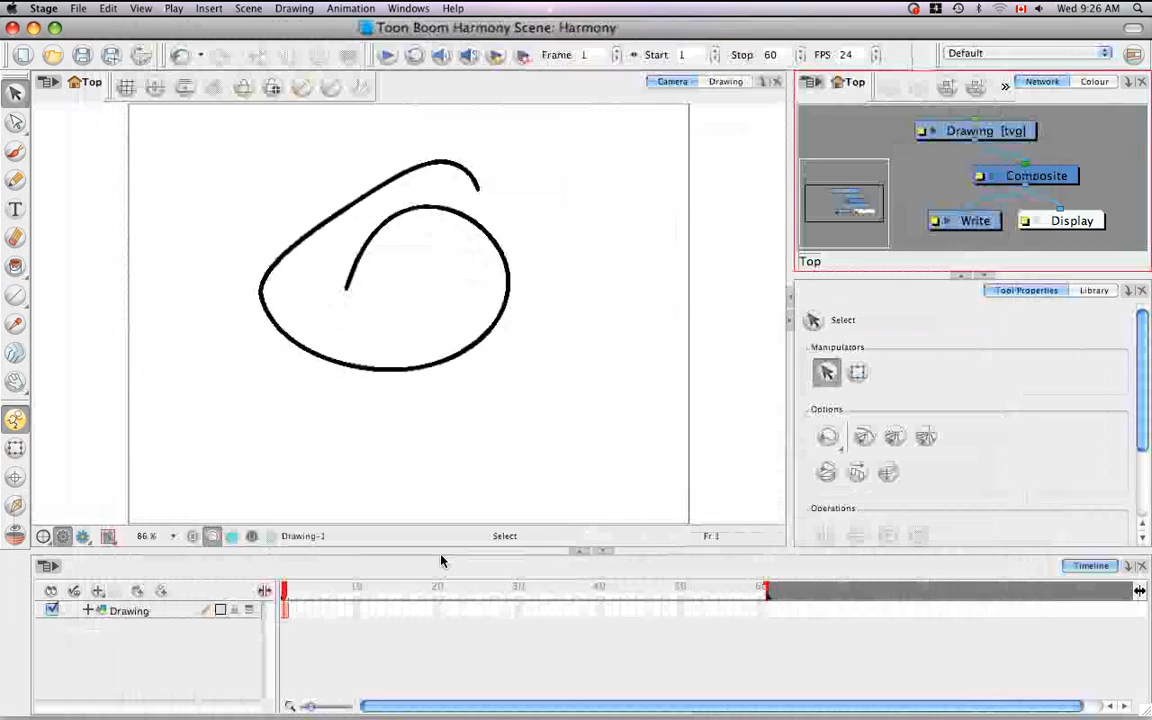 Stage File Edit View Play Insert Scene Drawing Animation Windows Help Wed 9:26 AM
Toon Boom Harmony Scene: Harmony
Frame 1 Start 1 Stop 60 FPS 24 Default
Top Camera Drawing Top Network Colour
Drawing [tvg]
Composite
Write Display
Top
Tool Properties Library
Select
Manipulators
Options
Operations
86% Drawing-1 Select Fr 1
Timeline
Drawing